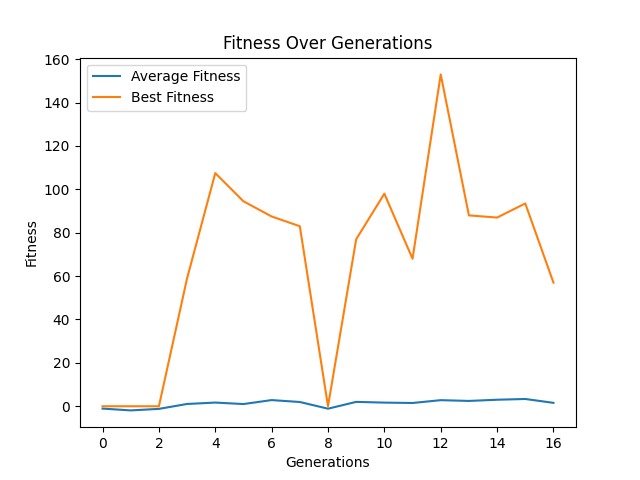 Fitness Over Generations
Average Fitness
Best Fitness
160
140
120
100
80
60
40
20
0
Fitness
0 2 4 6 8 10 12 14 16
Generations